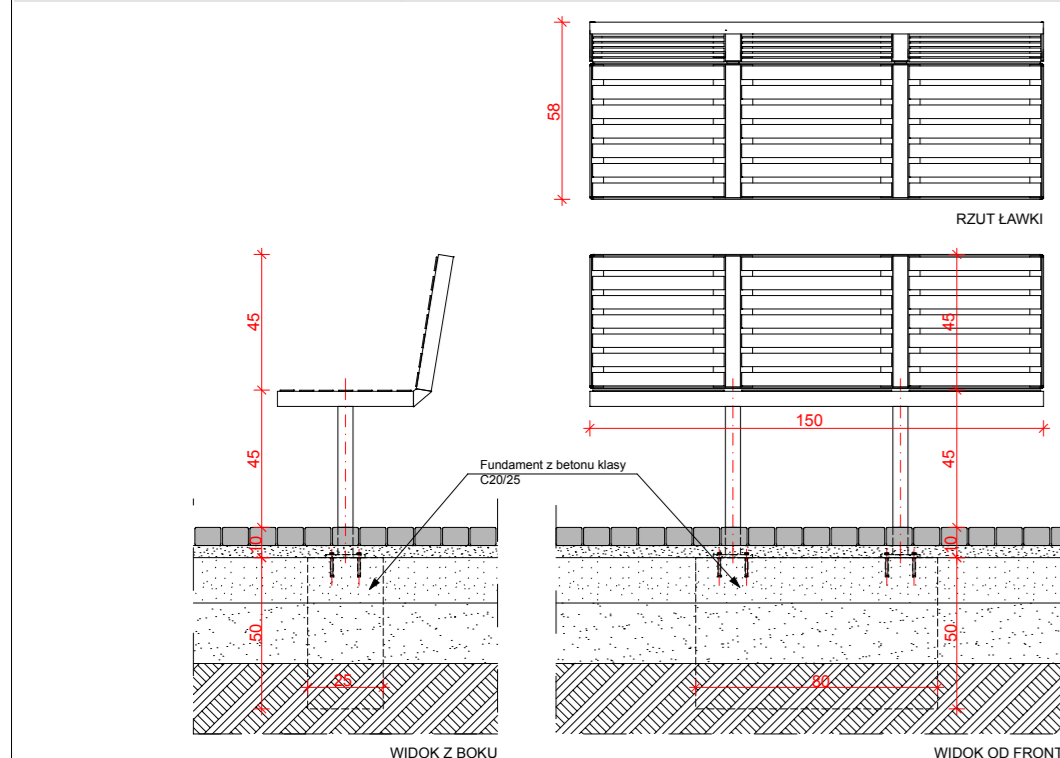 58
RZUT ŁAWKI
45
45
10
50
25
Fundament z betonu klasy
C20/25
WIDOK Z BOKU
45
150
45
10
50
80
WIDOK OD FRONT